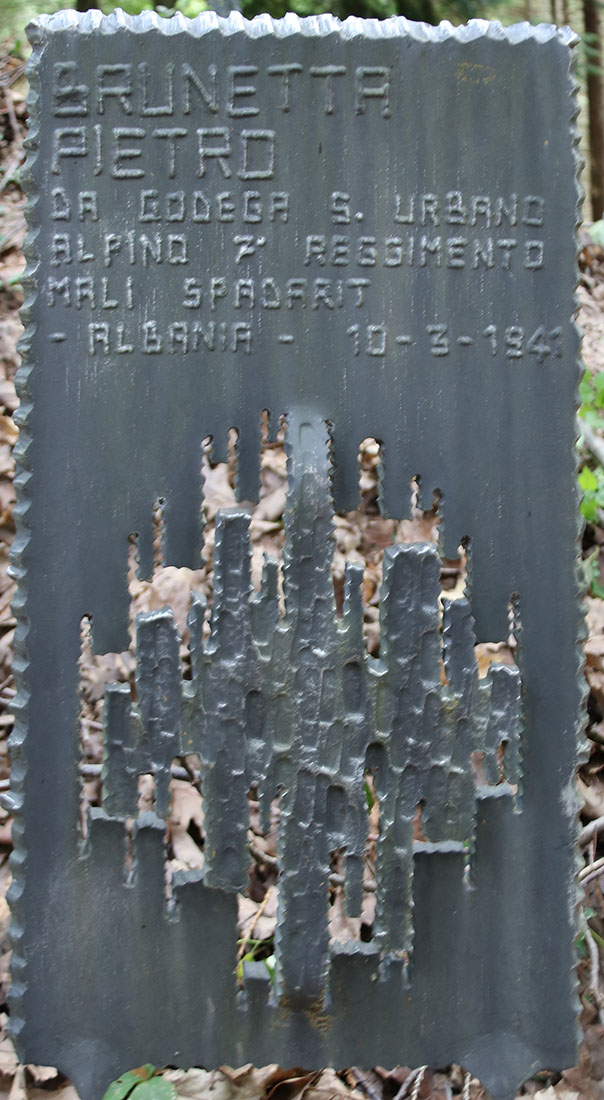 BRUNETTA
PIETRO
DA GODEGA S. URBANO
ALPINO 7° REGGIMENTO
MALI SPADARIT
- ALBANIA - 10-3-1941